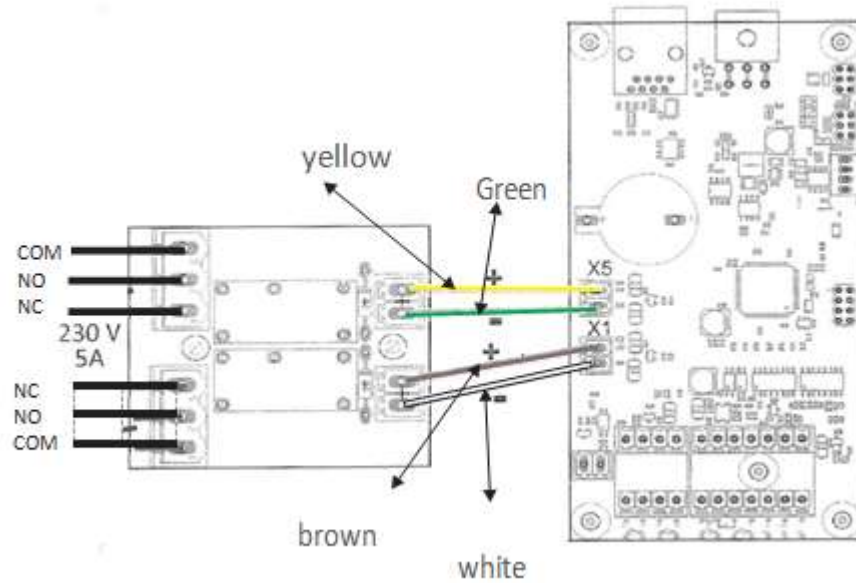 yellow
Green
COM
NO
NC
230 V
5A
NC
NO
COM
+
-
X5
+
-
X1
brown
white